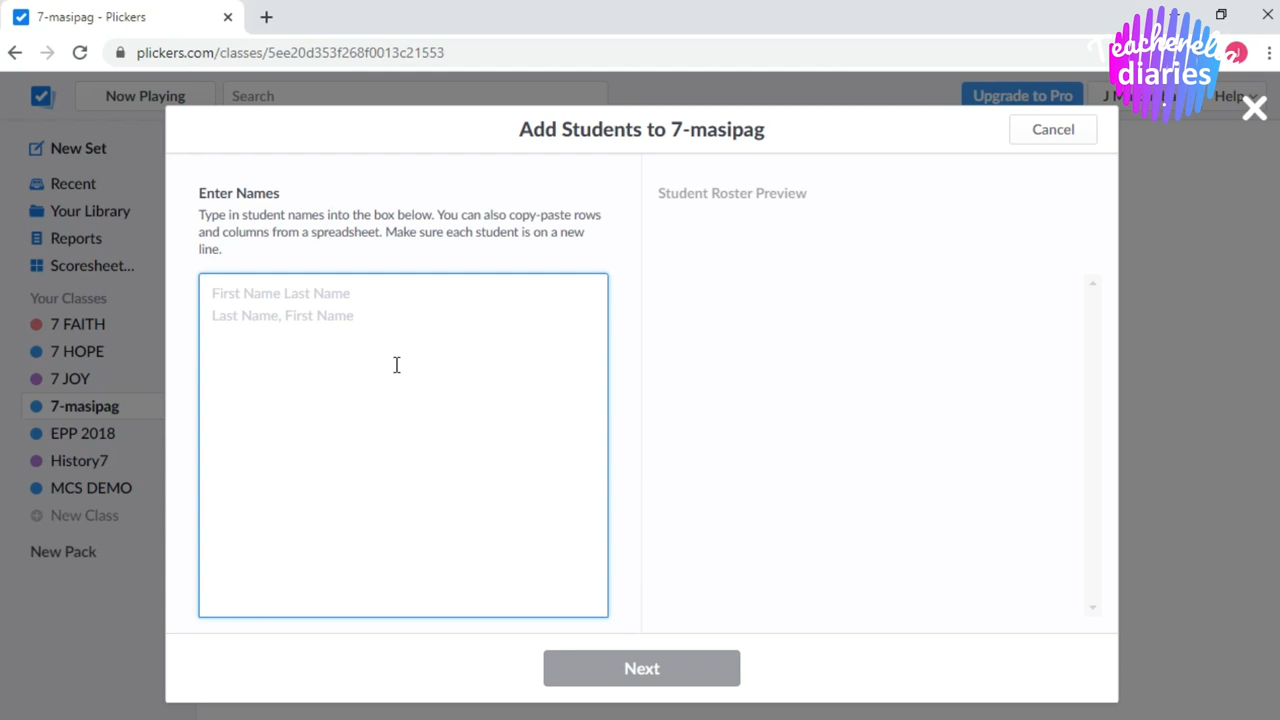 7-masipag - Plickers
plickers.com/classes/5ee20d353f268f0013c21553
Teacherella
diaries
Now Playing
Search
Upgrade to Pro
Help
New Set
Recent
Your Library
Reports
Scoresheet...
Your Classes
7 FAITH
7 HOPE
7 JOY
7-masipag
EPP 2018
History7
MCS DEMO
New Class
New Pack
Add Students to 7-masipag
Cancel
Enter Names
Type in student names into the box below. You can also copy-paste rows
and columns from a spreadsheet. Make sure each student is on a new
line.
First Name Last Name
Last Name, First Name
Student Roster Preview
Next